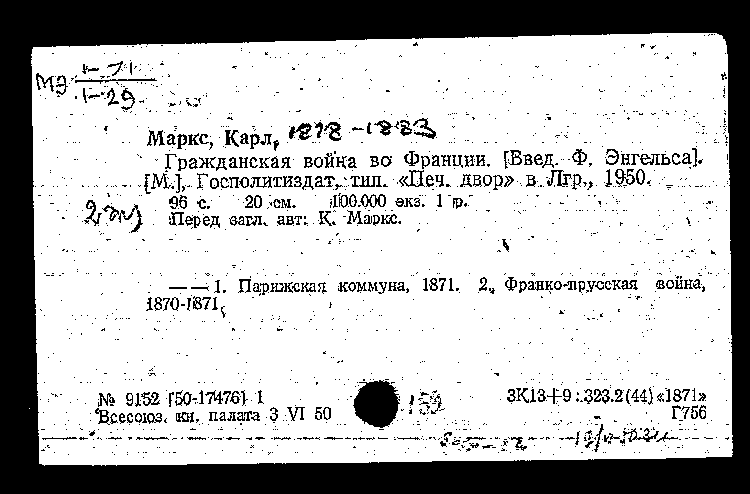 МЭ 1-71
1-29
Маркс, Карл, 1818-1883
Гражданская война во Франции. [Введ. Ф. Энгельса].
[М.], Госполитиздат, тип. «Печ. двор» в Лгр., 1950.
96 с. 20 см. 100.000 экз. 1 р.
Перед загл. авт: К. Маркс.
— — 1. Парижская коммуна, 1871. 2. Франко-прусская война,
1870-1871.
№ 9152 [50-17476] 1
3К13+9 : 323.2(44) «1871»
Всесоюз. кн. палата 3 VI 50
159
Г756